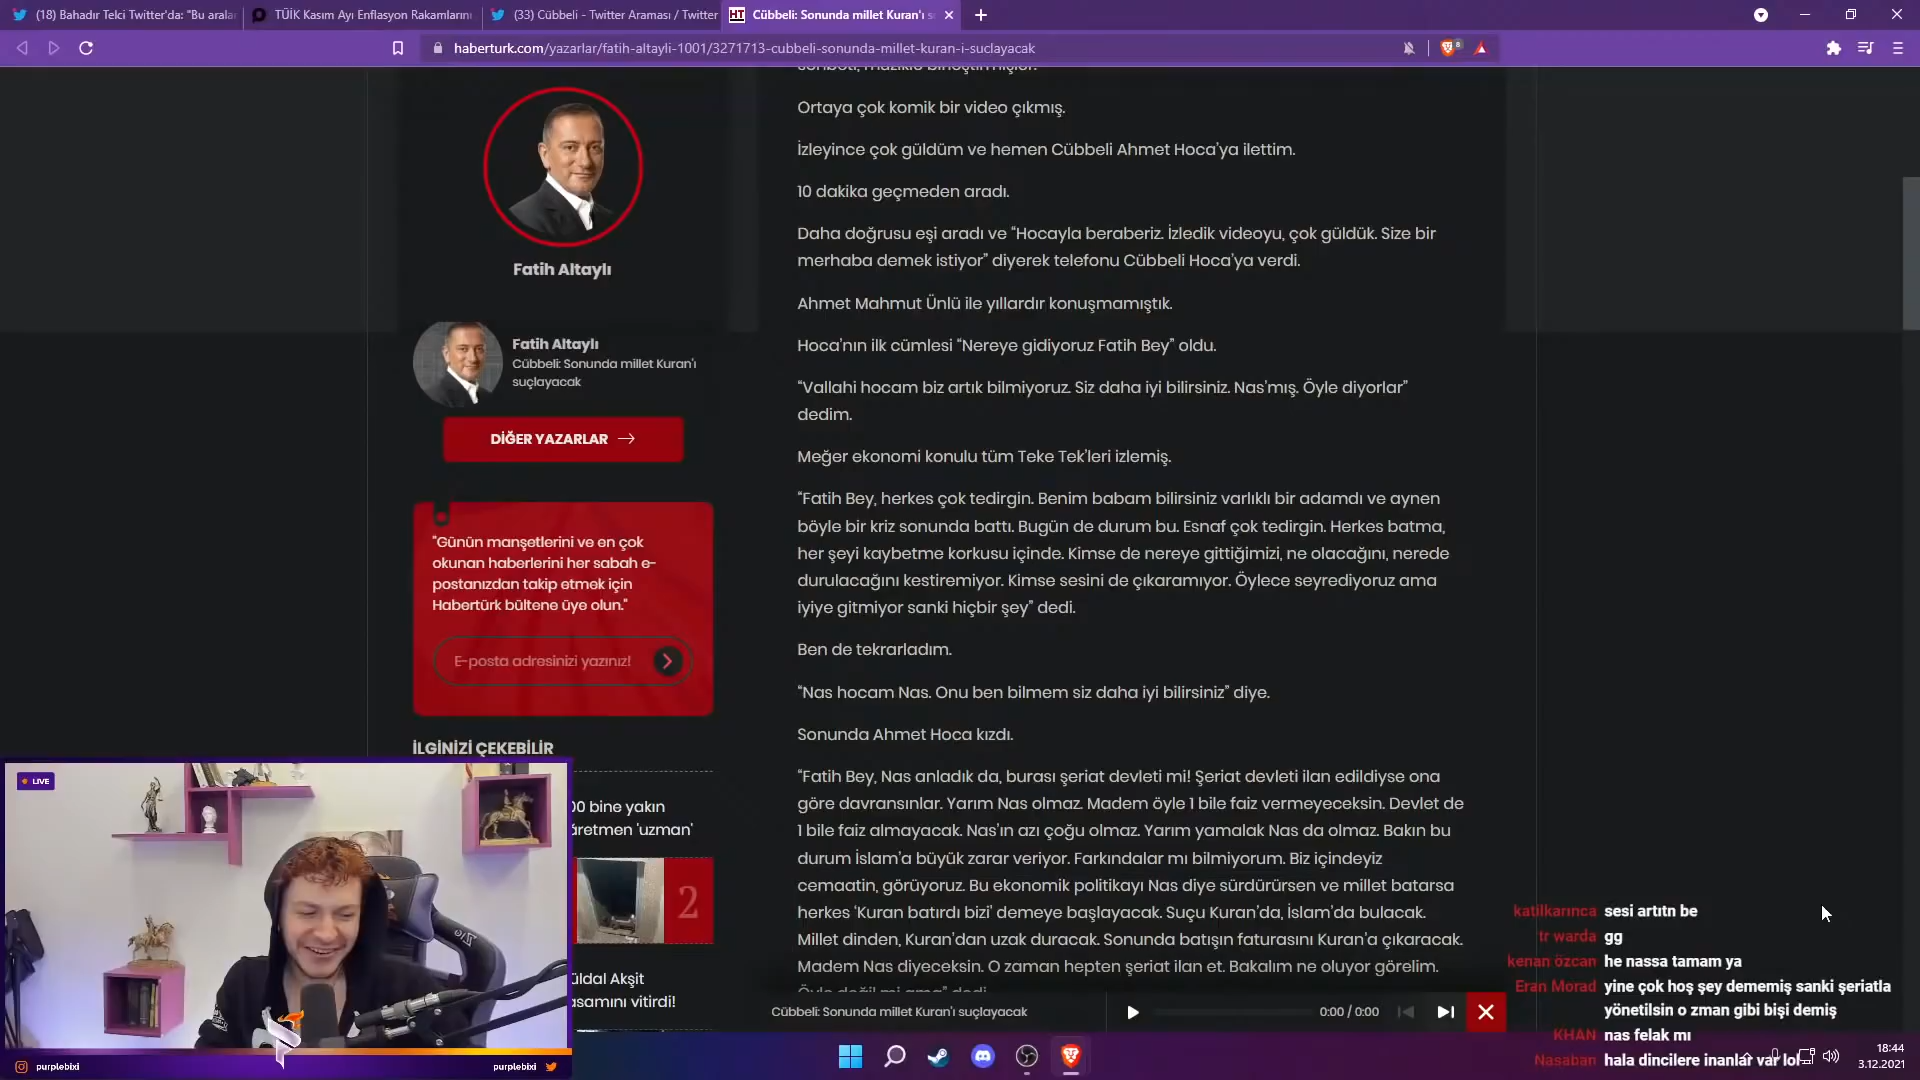 (18) Bahadır Telci Twitter'da: "Bu arala
TÜİK Kasım Ayı Enflasyon Rakamlarını
(33) Cübbeli - Twitter Araması / Twitter
HT Cübbeli: Sonunda millet Kuran'ı s
haberturk.com/yazarlar/fatih-altayli-1001/3271713-cubbeli-sonunda-millet-kuran-i-suclayacak
8
Fatih Altaylı
Fatih Altaylı
Cübbeli: Sonunda millet Kuran'ı
suçlayacak
DİĞER YAZARLAR
"Günün manşetlerini ve en çok
okunan haberlerini her sabah e-
postanızdan takip etmek için
Habertürk bültene üye olun."
E-posta adresinizi yazınız!
İLGİNİZİ ÇEKEBİLİR
00 bine yakın
ğretmen 'uzman'
2
üldal Akşit
aşamını vitirdi!
Ortaya çok komik bir video çıkmış.
İzleyince çok güldüm ve hemen Cübbeli Ahmet Hoca'ya ilettim.
10 dakika geçmeden aradı.
Daha doğrusu eşi aradı ve “Hocayla beraberiz. İzledik videoyu, çok güldük. Size bir
merhaba demek istiyor” diyerek telefonu Cübbeli Hoca'ya verdi.
Ahmet Mahmut Ünlü ile yıllardır konuşmamıştık.
Hoca'nın ilk cümlesi “Nereye gidiyoruz Fatih Bey” oldu.
“Vallahi hocam biz artık bilmiyoruz. Siz daha iyi bilirsiniz. Nas'mış. Öyle diyorlar”
dedim.
Meğer ekonomi konulu tüm Teke Tek'leri izlemiş.
“Fatih Bey, herkes çok tedirgin. Benim babam bilirsiniz varlıklı bir adamdı ve aynen
böyle bir kriz sonunda battı. Bugün de durum bu. Esnaf çok tedirgin. Herkes batma,
her şeyi kaybetme korkusu içinde. Kimse de nereye gittiğimizi, ne olacağını, nerede
durulacağını kestiremiyor. Kimse sesini de çıkaramıyor. Öylece seyrediyoruz ama
iyiye gitmiyor sanki hiçbir şey” dedi.
Ben de tekrarladım.
“Nas hocam Nas. Onu ben bilmem siz daha iyi bilirsiniz” diye.
Sonunda Ahmet Hoca kızdı.
“Fatih Bey, Nas anladık da, burası şeriat devleti mi! Şeriat devleti ilan edildiyse ona
göre davransınlar. Yarım Nas olmaz. Madem öyle 1 bile faiz vermeyeceksin. Devlet de
1 bile faiz almayacak. Nas'ın azı çoğu olmaz. Yarım yamalak Nas da olmaz. Bakın bu
durum İslam'a büyük zarar veriyor. Farkındalar mı bilmiyorum. Biz içindeyiz
cemaatin, görüyoruz. Bu ekonomik politikayı Nas diye sürdürürsen ve millet batarsa
herkes ‘Kuran batırdı bizi’ demeye başlayacak. Suçu Kuran'da, İslam'da bulacak.
Millet dinden, Kuran'dan uzak duracak. Sonunda batışın faturasını Kuran'a çıkaracak.
Madem Nas diyeceksin. O zaman hepten şeriat ilan et. Bakalım ne oluyor görelim.
Cübbeli: Sonunda millet Kuran'ı suçlayacak
0:00 / 0:00
LIVE
purplebixi
purplebixi
katilkarınca sesi artıtn be
tr warda gg
kenan özcan he nassa tamam ya
Eran Morad yine çok hoş şey dememiş sanki şeriatla
yönetilsin o zman gibi bişi demiş
KHAN nas felak mı
Nasaban hala dincilere inanlar var lol
18:44
3.12.2021